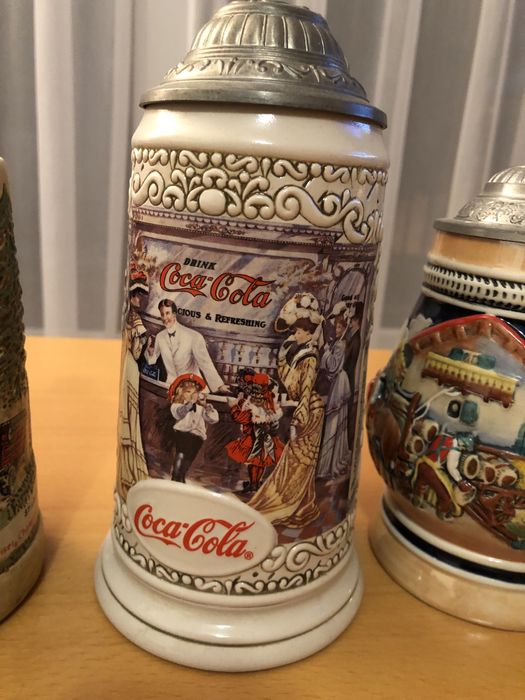 DRINK
Coca-Cola
CIOUS & REFRESHING
Coca-Cola®